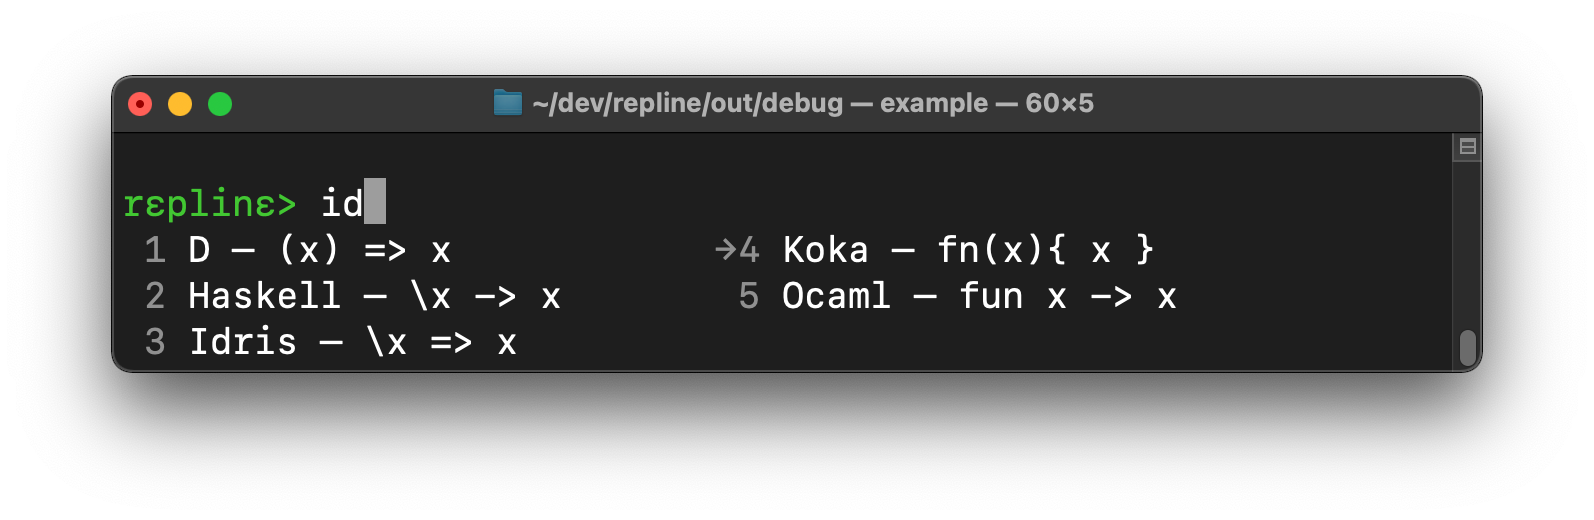 ~/dev/repline/out/debug — example — 60×5
rεplinε> id
1 D — (x) => x →4 Koka — fn(x){ x }
2 Haskell — \x —> x 5 Ocaml — fun x —> x
3 Idris — \x => x